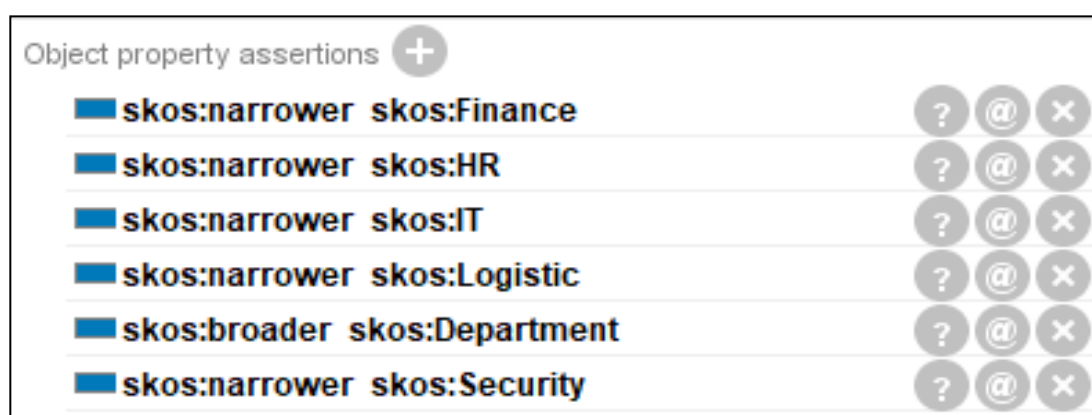 Object property assertions +
skos:narrower skos:Finance ? @ ×
skos:narrower skos:HR ? @ ×
skos:narrower skos:IT ? @ ×
skos:narrower skos:Logistic ? @ ×
skos:broader skos:Department ? @ ×
skos:narrower skos:Security ? @ ×